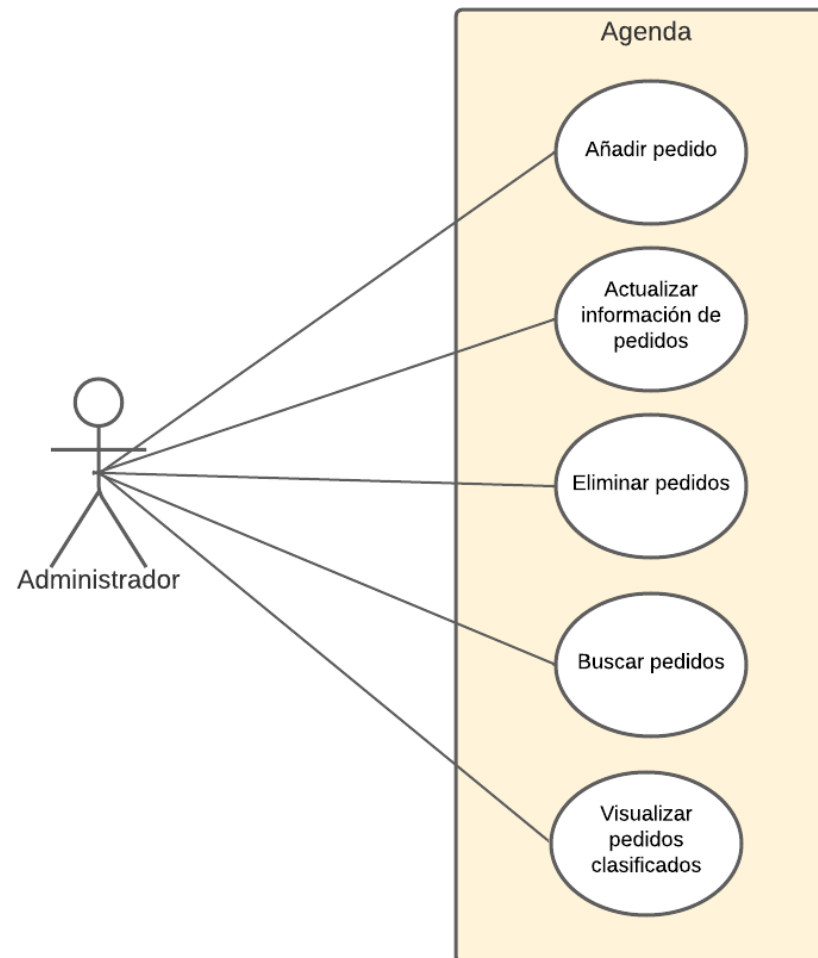 Agenda
Añadir pedido
Actualizar
información de
pedidos
Eliminar pedidos
Administrador
Buscar pedidos
Visualizar
pedidos
clasificados